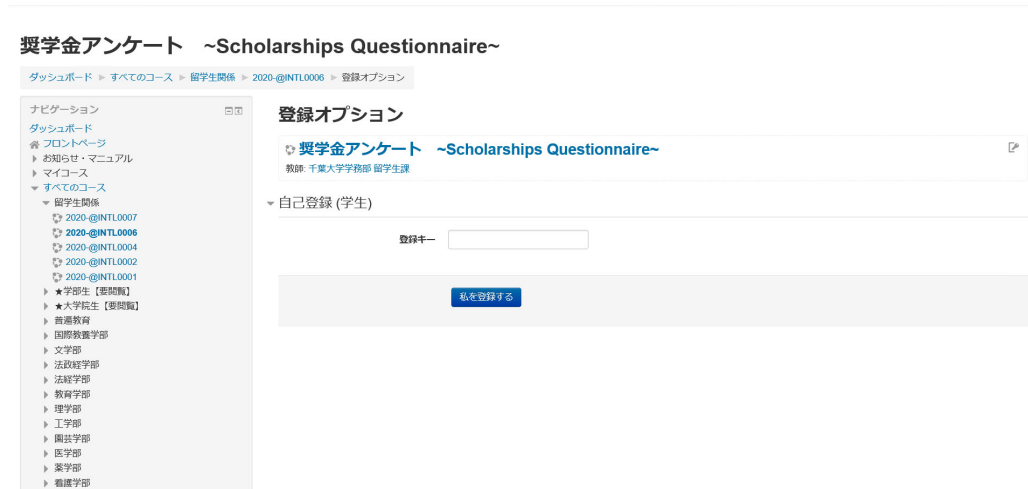 奨学金アンケート　~Scholarships Questionnaire~
ダッシュボード ▶ すべてのコース ▶ 留学生関係 ▶ 2020-@INTL0006 ▶ 登録オプション
ナビゲーション
ダッシュボード
フロントページ
お知らせ・マニュアル
マイコース
すべてのコース
留学生関係
2020-@INTL0007
2020-@INTL0006
2020-@INTL0004
2020-@INTL0002
2020-@INTL0001
★学部生【要閲覧】
★大学院生【要閲覧】
普遍教育
国際教養学部
文学部
法政経学部
法経学部
教育学部
理学部
工学部
園芸学部
医学部
薬学部
看護学部
登録オプション
奨学金アンケート　~Scholarships Questionnaire~
教師: 千葉大学学務部 留学生課
自己登録 (学生)
登録キー
私を登録する